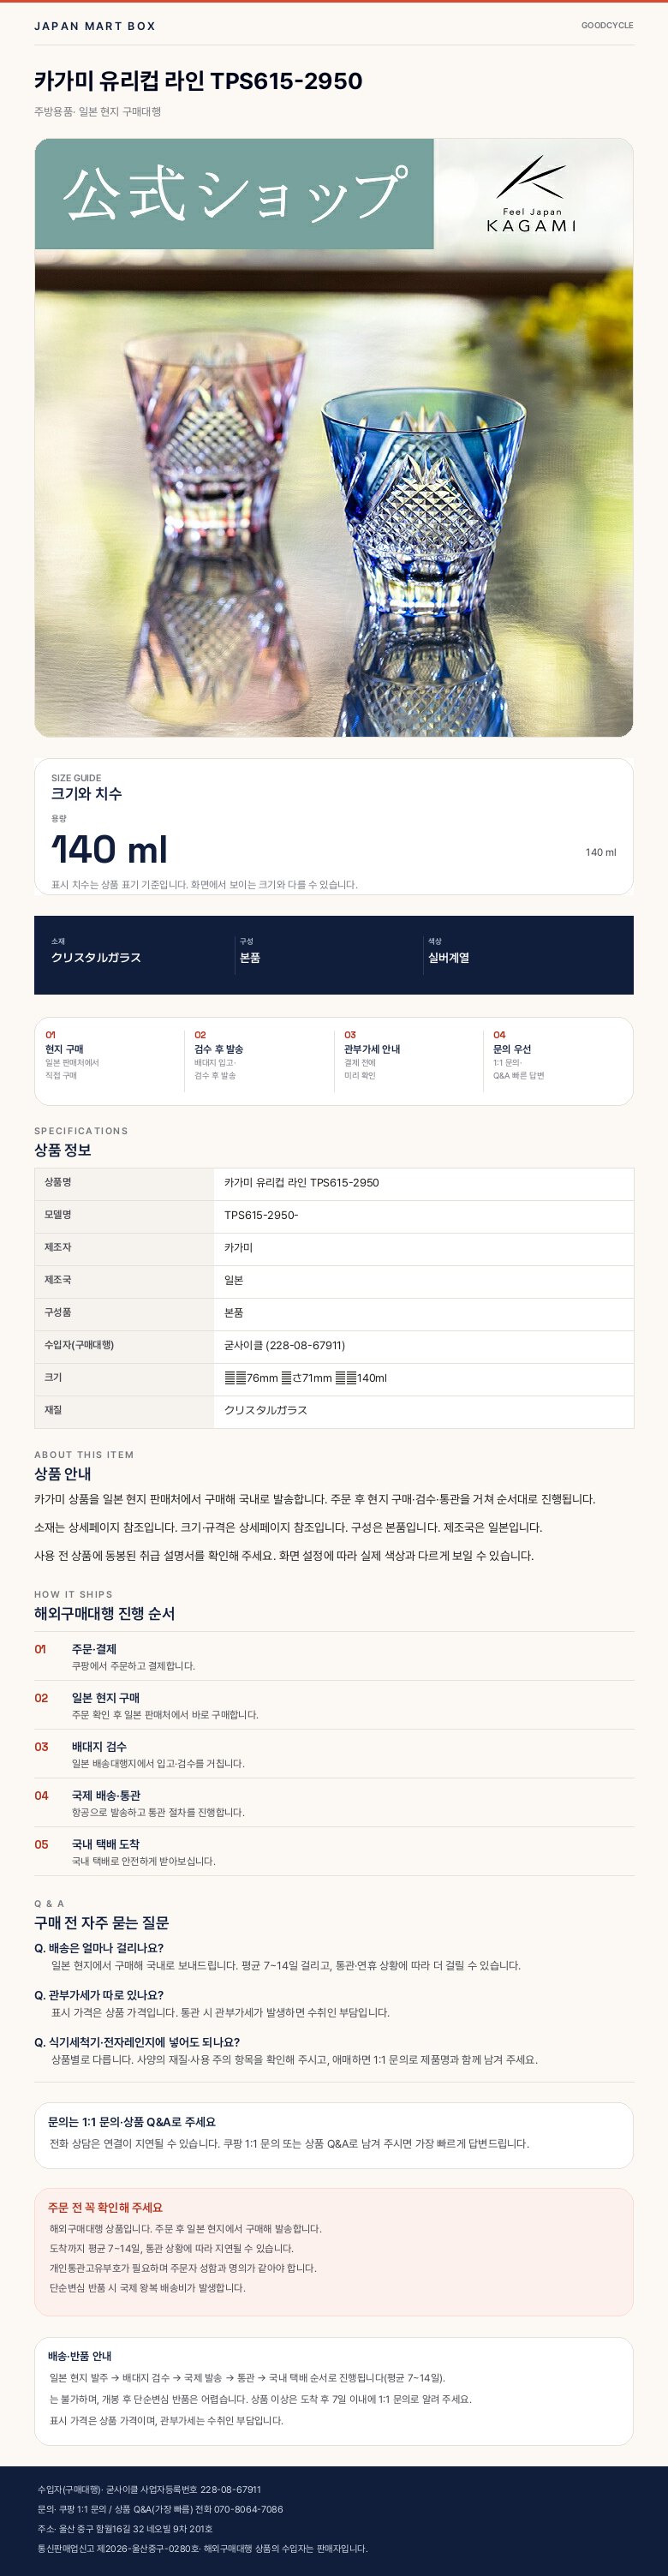 JAPAN MART BOX
GOODCYCLE
카가미 유리컵 라인 TPS615-2950
주방용품· 일본 현지 구매대행
公式ショップ
Feel Japan
KAGAMI
SIZE GUIDE
크기와 치수
용량
140 ml
140 ml
표시 치수는 상품 표기 기준입니다. 화면에서 보이는 크기와 다를 수 있습니다.
소재
クリスタルガラス
구성
본품
색상
실버계열
01
현지 구매
일본 판매처에서
직접 구매
02
검수 후 발송
배대지 입고·
검수 후 발송
03
관부가세 안내
결제 전에
미리 확인
04
문의 우선
1:1 문의·
Q&A 빠른 답변
SPECIFICATIONS
상품 정보
상품명 카가미 유리컵 라인 TPS615-2950
모델명 TPS615-2950-
제조자 카가미
제조국 일본
구성품 본품
수입자(구매대행) 굳사이클 (228-08-67911)
크기 76mm さ71mm 140ml
재질 クリスタルガラス
ABOUT THIS ITEM
상품 안내
카가미 상품을 일본 현지 판매처에서 구매해 국내로 발송합니다. 주문 후 현지 구매·검수·통관을 거쳐 순서대로 진행됩니다.
소재는 상세페이지 참조입니다. 크기·규격은 상세페이지 참조입니다. 구성은 본품입니다. 제조국은 일본입니다.
사용 전 상품에 동봉된 취급 설명서를 확인해 주세요. 화면 설정에 따라 실제 색상과 다르게 보일 수 있습니다.
HOW IT SHIPS
해외구매대행 진행 순서
01 주문·결제
쿠팡에서 주문하고 결제합니다.
02 일본 현지 구매
주문 확인 후 일본 판매처에서 바로 구매합니다.
03 배대지 검수
일본 배송대행지에서 입고·검수를 거칩니다.
04 국제 배송·통관
항공으로 발송하고 통관 절차를 진행합니다.
05 국내 택배 도착
국내 택배로 안전하게 받아보십니다.
Q & A
구매 전 자주 묻는 질문
Q. 배송은 얼마나 걸리나요?
일본 현지에서 구매해 국내로 보내드립니다. 평균 7~14일 걸리고, 통관·연휴 상황에 따라 더 걸릴 수 있습니다.
Q. 관부가세가 따로 있나요?
표시 가격은 상품 가격입니다. 통관 시 관부가세가 발생하면 수취인 부담입니다.
Q. 식기세척기·전자레인지에 넣어도 되나요?
상품별로 다릅니다. 사양의 재질·사용 주의 항목을 확인해 주시고, 애매하면 1:1 문의로 제품명과 함께 남겨 주세요.
문의는 1:1 문의·상품 Q&A로 주세요
전화 상담은 연결이 지연될 수 있습니다. 쿠팡 1:1 문의 또는 상품 Q&A로 남겨 주시면 가장 빠르게 답변드립니다.
주문 전 꼭 확인해 주세요
해외구매대행 상품입니다. 주문 후 일본 현지에서 구매해 발송합니다.
도착까지 평균 7~14일, 통관 상황에 따라 지연될 수 있습니다.
개인통관고유부호가 필요하며 주문자 성함과 명의가 같아야 합니다.
단순변심 반품 시 국제 왕복 배송비가 발생합니다.
배송·반품 안내
일본 현지 발주 → 배대지 검수 → 국제 발송 → 통관 → 국내 택배 순서로 진행됩니다(평균 7~14일).
는 불가하며, 개봉 후 단순변심 반품은 어렵습니다. 상품 이상은 도착 후 7일 이내에 1:1 문의로 알려 주세요.
표시 가격은 상품 가격이며, 관부가세는 수취인 부담입니다.
수입자(구매대행)· 굳사이클 사업자등록번호 228-08-67911
문의· 쿠팡 1:1 문의 / 상품 Q&A(가장 빠름) 전화 070-8064-7086
주소· 울산 중구 함월16길 32 네오빌 9차 201호
통신판매업신고 제2026-울산중구-0280호· 해외구매대행 상품의 수입자는 판매자입니다.